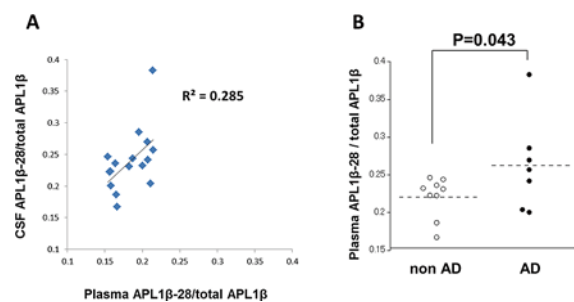 A
CSF APL1β-28/total APL1β
0.4
0.35
0.3
0.25
0.2
0.15
0.1
R² = 0.285
0.1
0.15
0.2
0.25
0.3
0.35
0.4
Plasma APL1β-28/total APL1β
B
P=0.043
Plasma APL1β-28 / total APL1β
0.4
0.35
0.3
0.25
0.2
0.15
non AD
AD